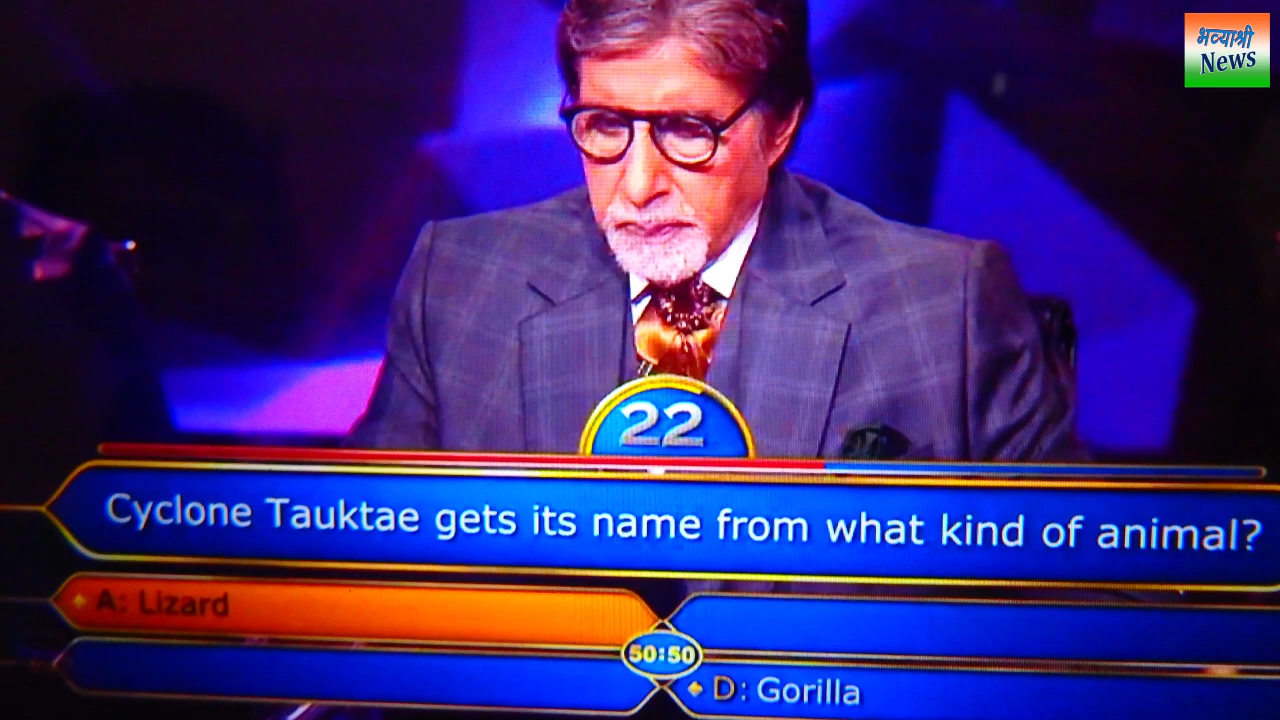 भव्याश्री
News
22
Cyclone Tauktae gets its name from what kind of animal?
A: Lizard
50:50
D: Gorilla